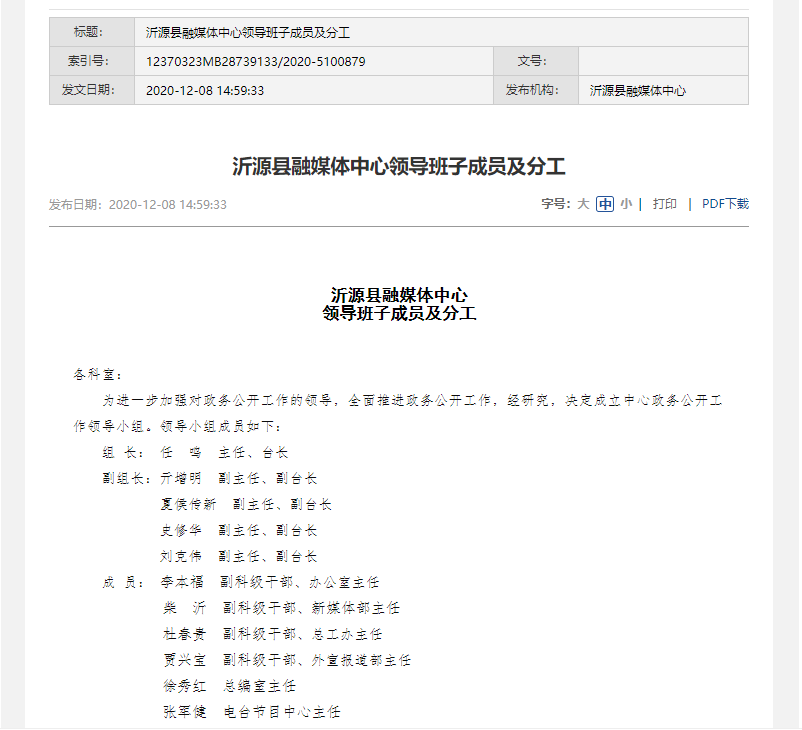 标题： 沂源县融媒体中心领导班子成员及分工
索引号： 12370323MB28739133/2020-5100879 文号：
发文日期： 2020-12-08 14:59:33 发布机构： 沂源县融媒体中心
沂源县融媒体中心领导班子成员及分工
发布日期：2020-12-08 14:59:33 字号：大 中 小 | 打印 | PDF下载
沂源县融媒体中心
领导班子成员及分工
各科室：
为进一步加强对政务公开工作的领导，全面推进政务公开工作，经研究，决定成立中心政务公开工
作领导小组。领导小组成员如下：
组 长： 任 鸣 主任、台长
副组长：亓增明 副主任、副台长
夏侯传新 副主任、副台长
史修华 副主任、副台长
刘克伟 副主任、副台长
成 员： 李本福 副科级干部、办公室主任
柴 沂 副科级干部、新媒体部主任
杜春贵 副科级干部、总工办主任
贾兴宝 副科级干部、外宣报道部主任
徐秀红 总编室主任
张军健 电台节目中心主任